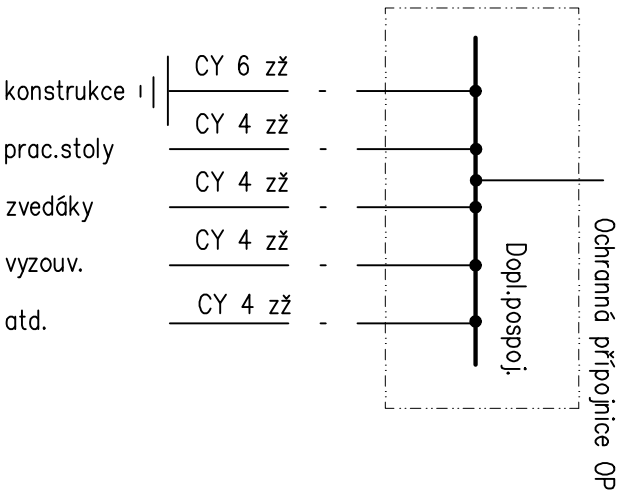 konstrukce
CY 6 zž
prac.stoly
CY 4 zž
zvedáky
CY 4 zž
vyzouv.
CY 4 zž
atd.
CY 4 zž
Dopl.pospoj.
Ochranná přípojnice OP